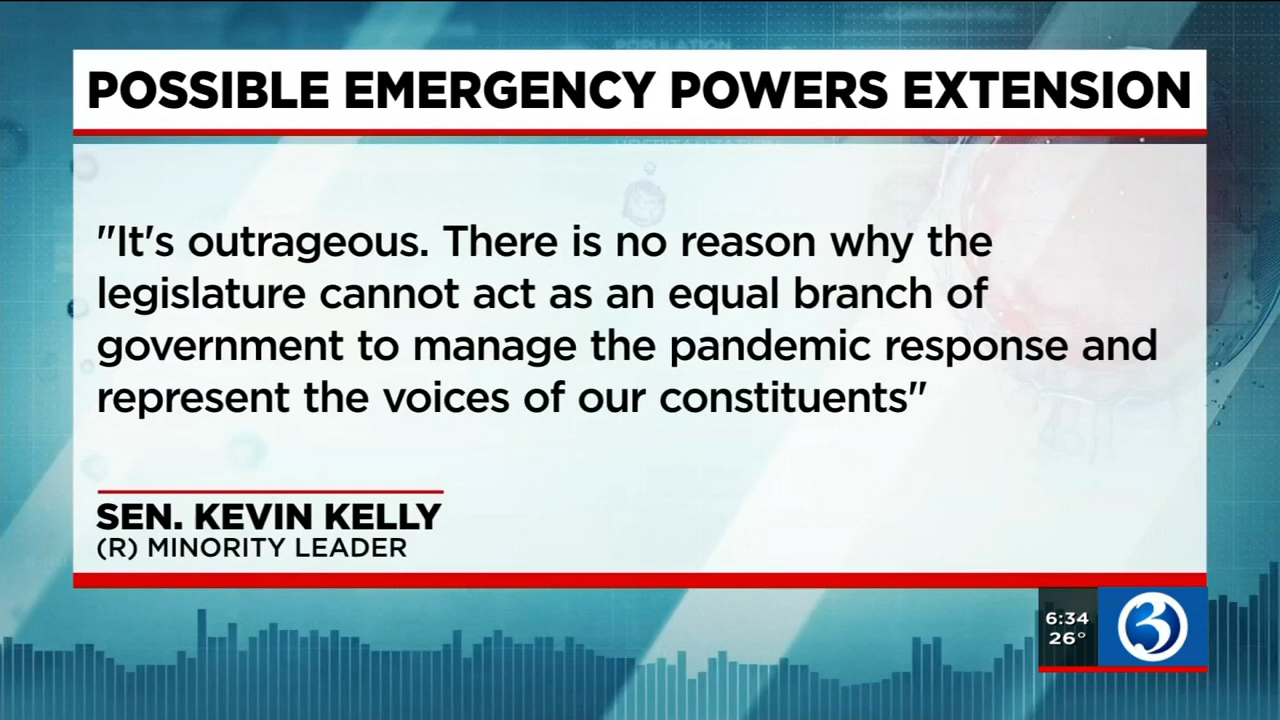 POPULATION
POSSIBLE EMERGENCY POWERS EXTENSION
HOSPITALIZATION
"It's outrageous. There is no reason why the
legislature cannot act as an equal branch of
government to manage the pandemic response and
represent the voices of our constituents"
SEN. KEVIN KELLY
(R) MINORITY LEADER
6:34
26°
3